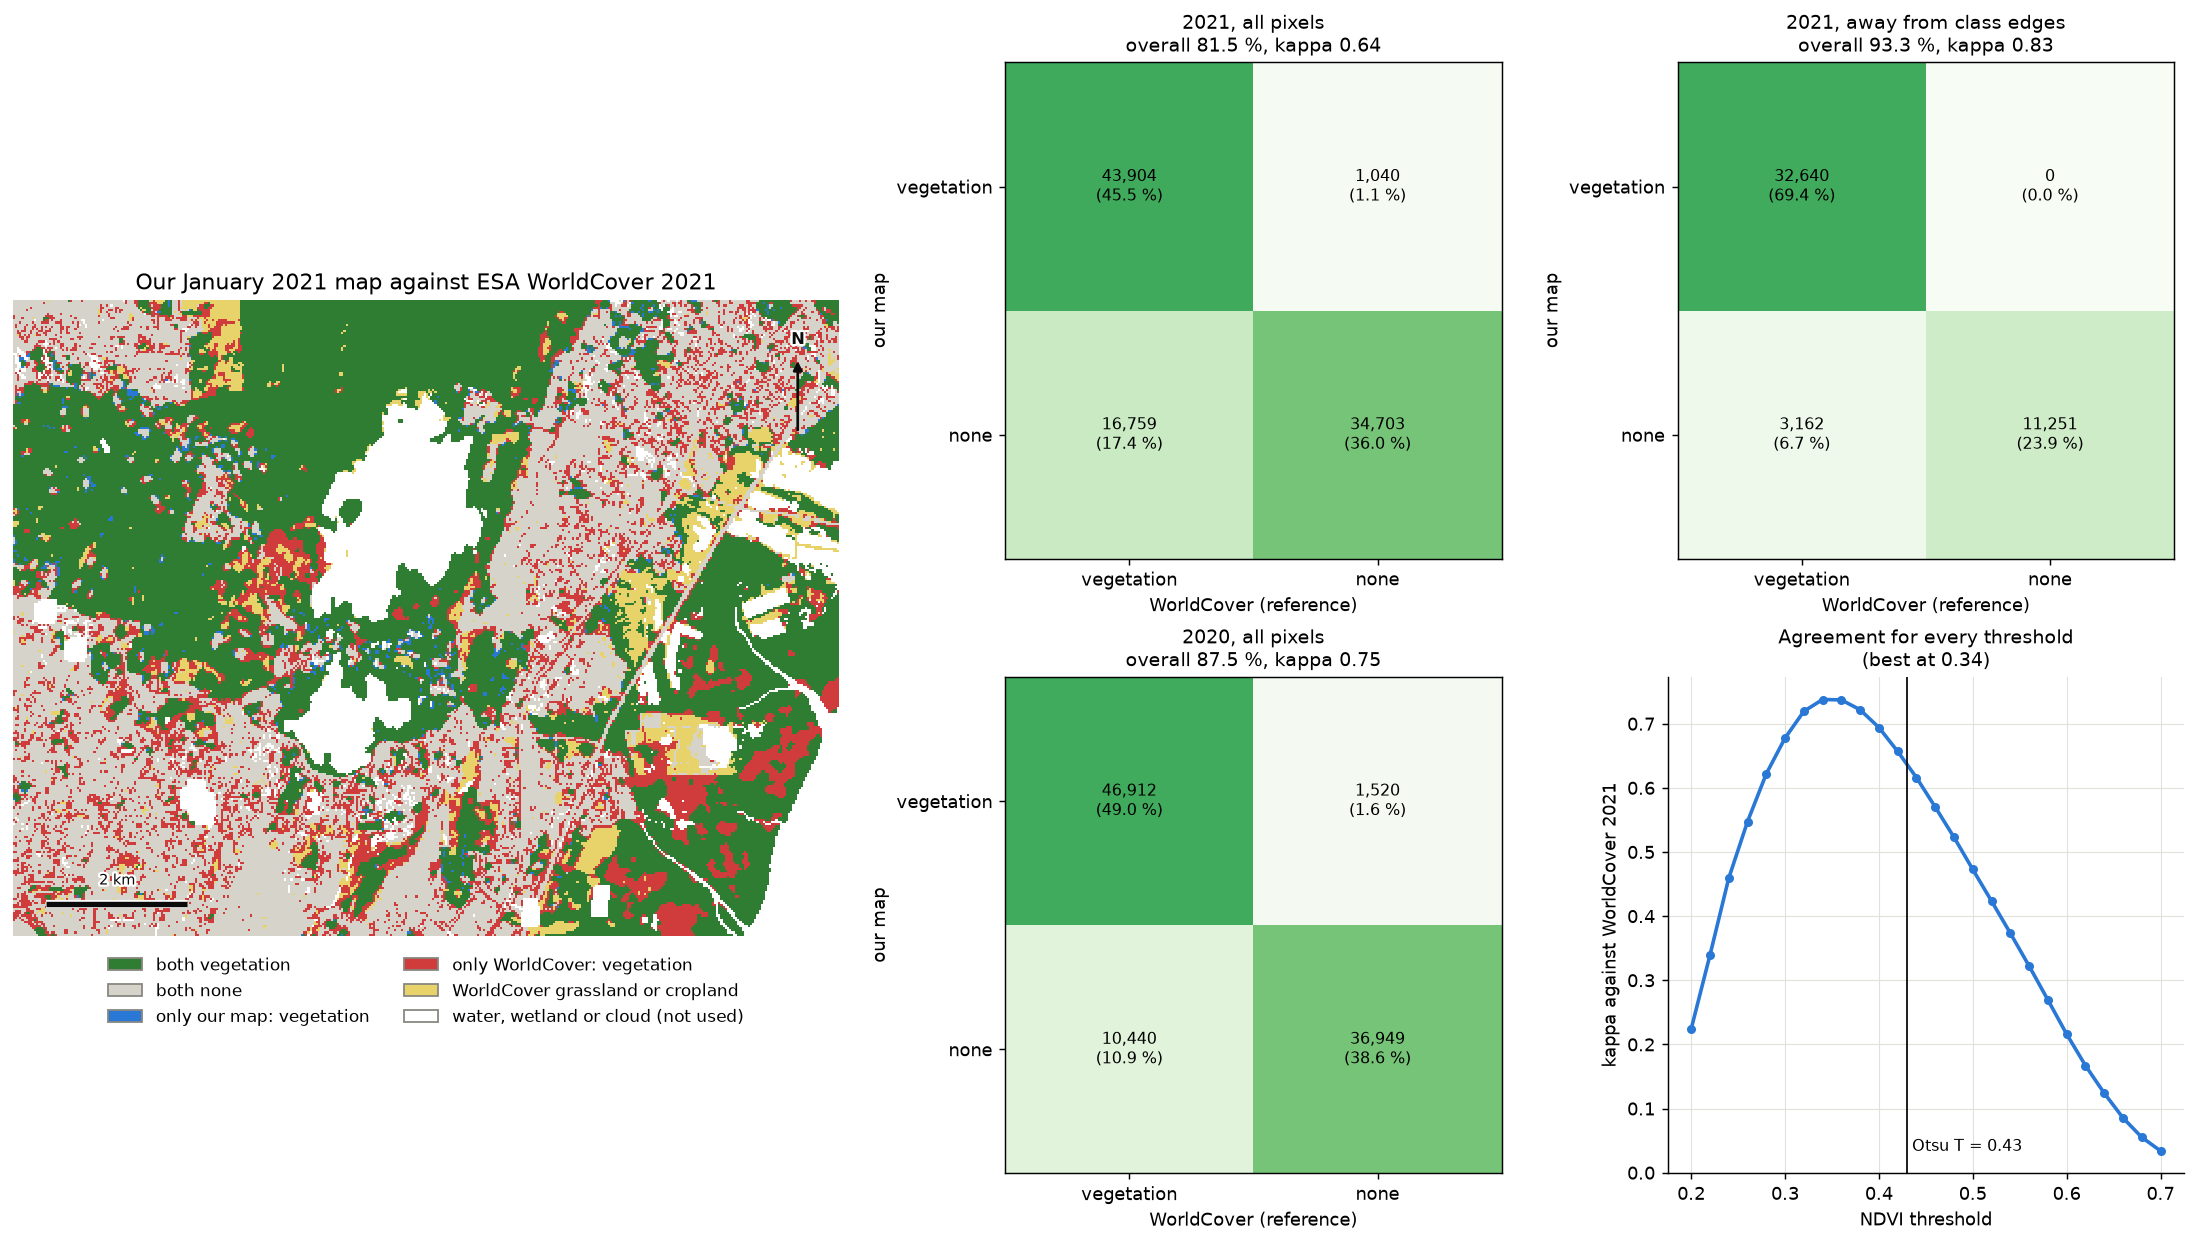 Our January 2021 map against ESA WorldCover 2021
N
2 km
both vegetation
both none
only our map: vegetation
only WorldCover: vegetation
WorldCover grassland or cropland
water, wetland or cloud (not used)
2021, all pixels
overall 81.5 %, kappa 0.64
our map
vegetation
none
43,904
(45.5 %)
1,040
(1.1 %)
16,759
(17.4 %)
34,703
(36.0 %)
vegetation
none
WorldCover (reference)
2021, away from class edges
overall 93.3 %, kappa 0.83
our map
vegetation
none
32,640
(69.4 %)
0
(0.0 %)
3,162
(6.7 %)
11,251
(23.9 %)
vegetation
none
WorldCover (reference)
2020, all pixels
overall 87.5 %, kappa 0.75
our map
vegetation
none
46,912
(49.0 %)
1,520
(1.6 %)
10,440
(10.9 %)
36,949
(38.6 %)
vegetation
none
WorldCover (reference)
Agreement for every threshold
(best at 0.34)
kappa against WorldCover 2021
0.7
0.6
0.5
0.4
0.3
0.2
0.1
0.0
Otsu T = 0.43
0.2
0.3
0.4
0.5
0.6
0.7
NDVI threshold